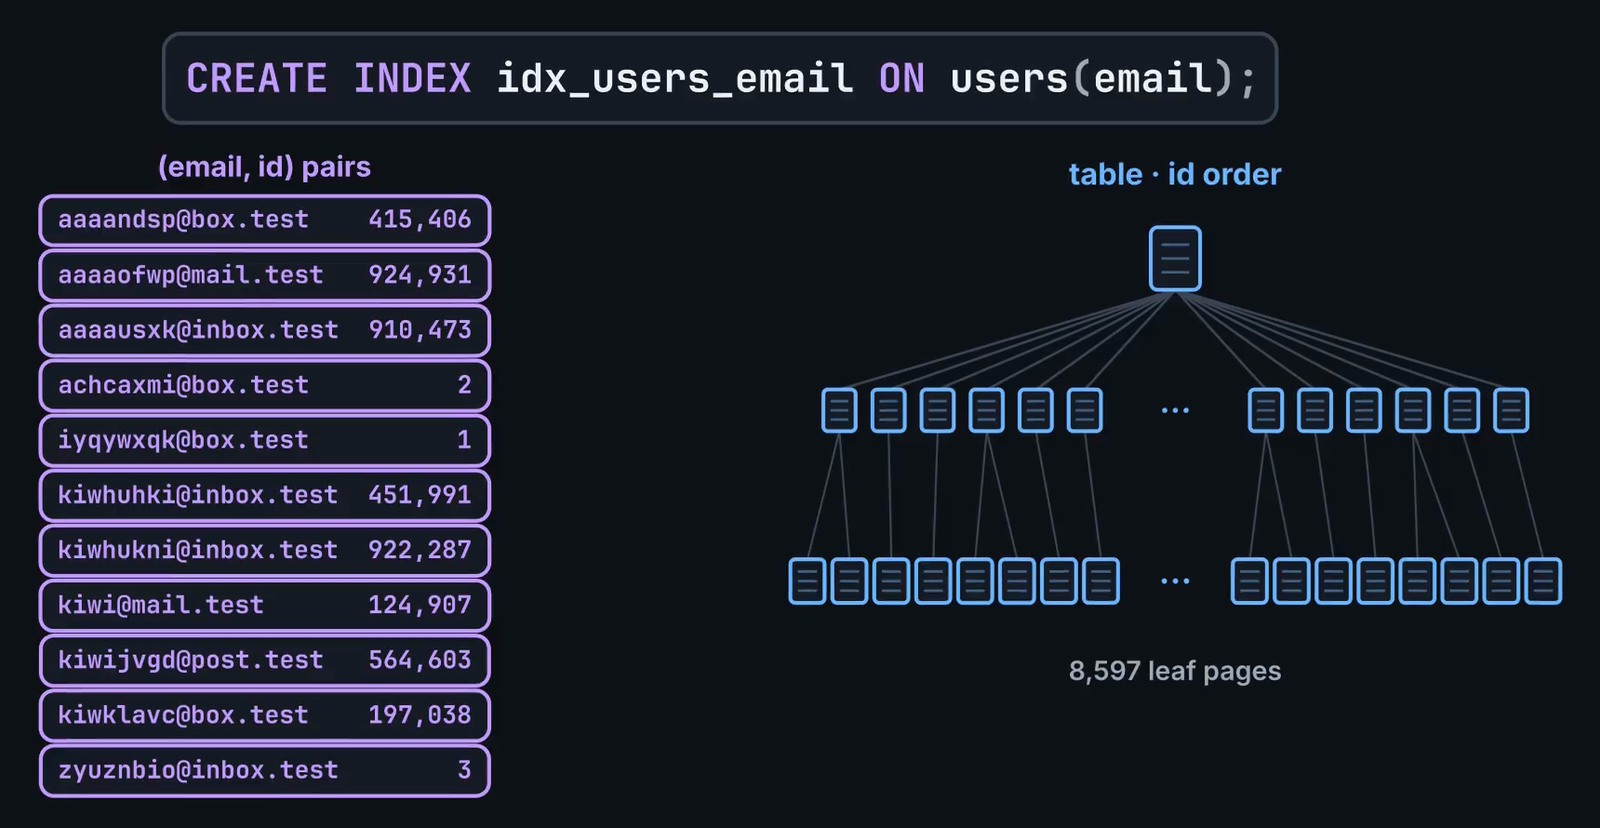 CREATE INDEX idx_users_email ON users(email);
(email, id) pairs
aaaandsp@box.test 415,406
aaaaofwp@mail.test 924,931
aaaausxk@inbox.test 910,473
achcaxmi@box.test 2
iyqywxqk@box.test 1
kiwhuhki@inbox.test 451,991
kiwhukni@inbox.test 922,287
kiwi@mail.test 124,907
kiwijvgd@post.test 564,603
kiwklavc@box.test 197,038
zyuznbio@inbox.test 3
table · id order
...
...
8,597 leaf pages